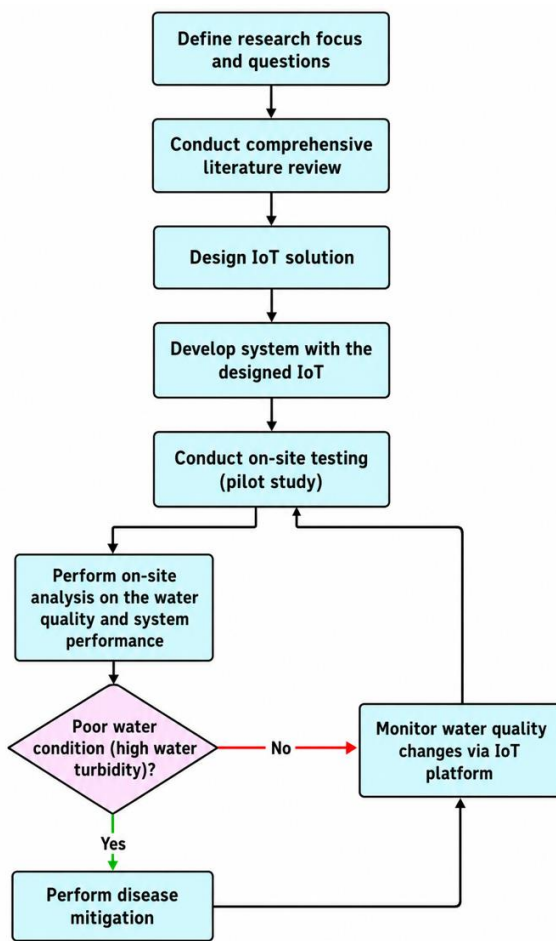 Define research focus
and questions
Conduct comprehensive
literature review
Design IoT solution
Develop system with the
designed IoT
Conduct on-site testing
(pilot study)
Perform on-site
analysis on the water
quality and system
performance
Poor water
condition (high water
turbidity)?
No
Monitor water quality
changes via IoT
platform
Yes
Perform disease
mitigation